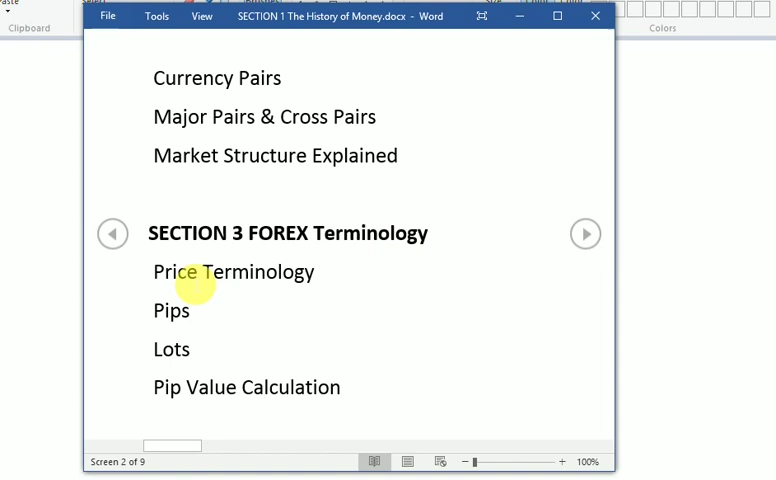 Clipboard
Colors
File Tools View SECTION 1 The History of Money.docx - Word
Currency Pairs
Major Pairs & Cross Pairs
Market Structure Explained
SECTION 3 FOREX Terminology
Price Terminology
Pips
Lots
Pip Value Calculation
Screen 2 of 9
100%